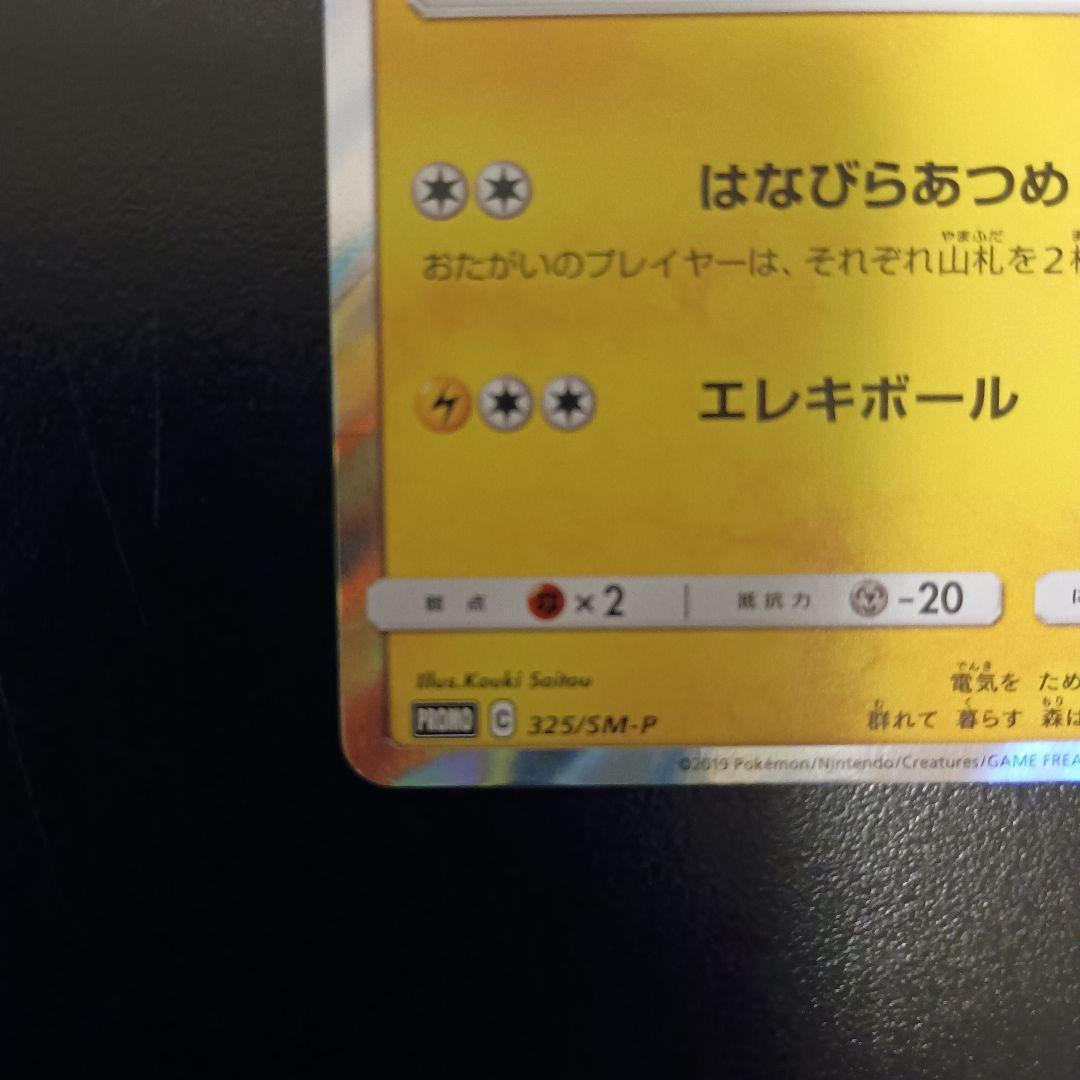 はなびらあつめ
おたがいのプレイヤーは、それぞれ山札を2
やまふだ
エレキボール
弱点 ×2 抵抗力 -20
Illus.Kouki Saitou
PROMO C 325/SM-P
電気を ため
でんき
群れて 暮らす 森は
む く もり
©2019 Pokémon/Nintendo/Creatures/GAME FREA